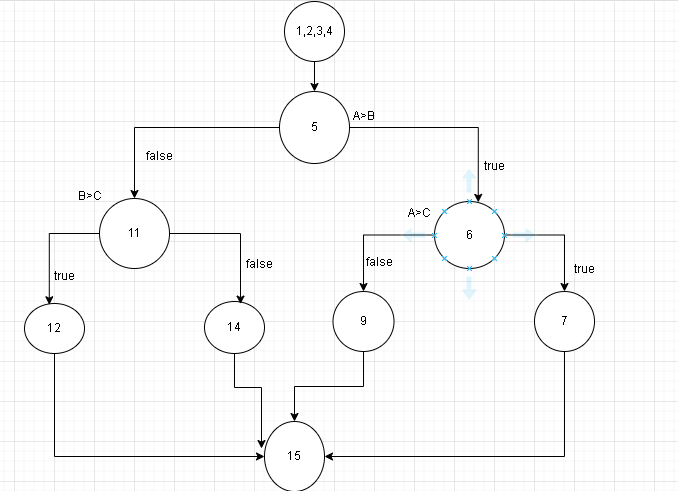 1,2,3,4
5
A>B
false
true
B>C
11
A>C
6
true
false
false
true
12
14
9
7
15